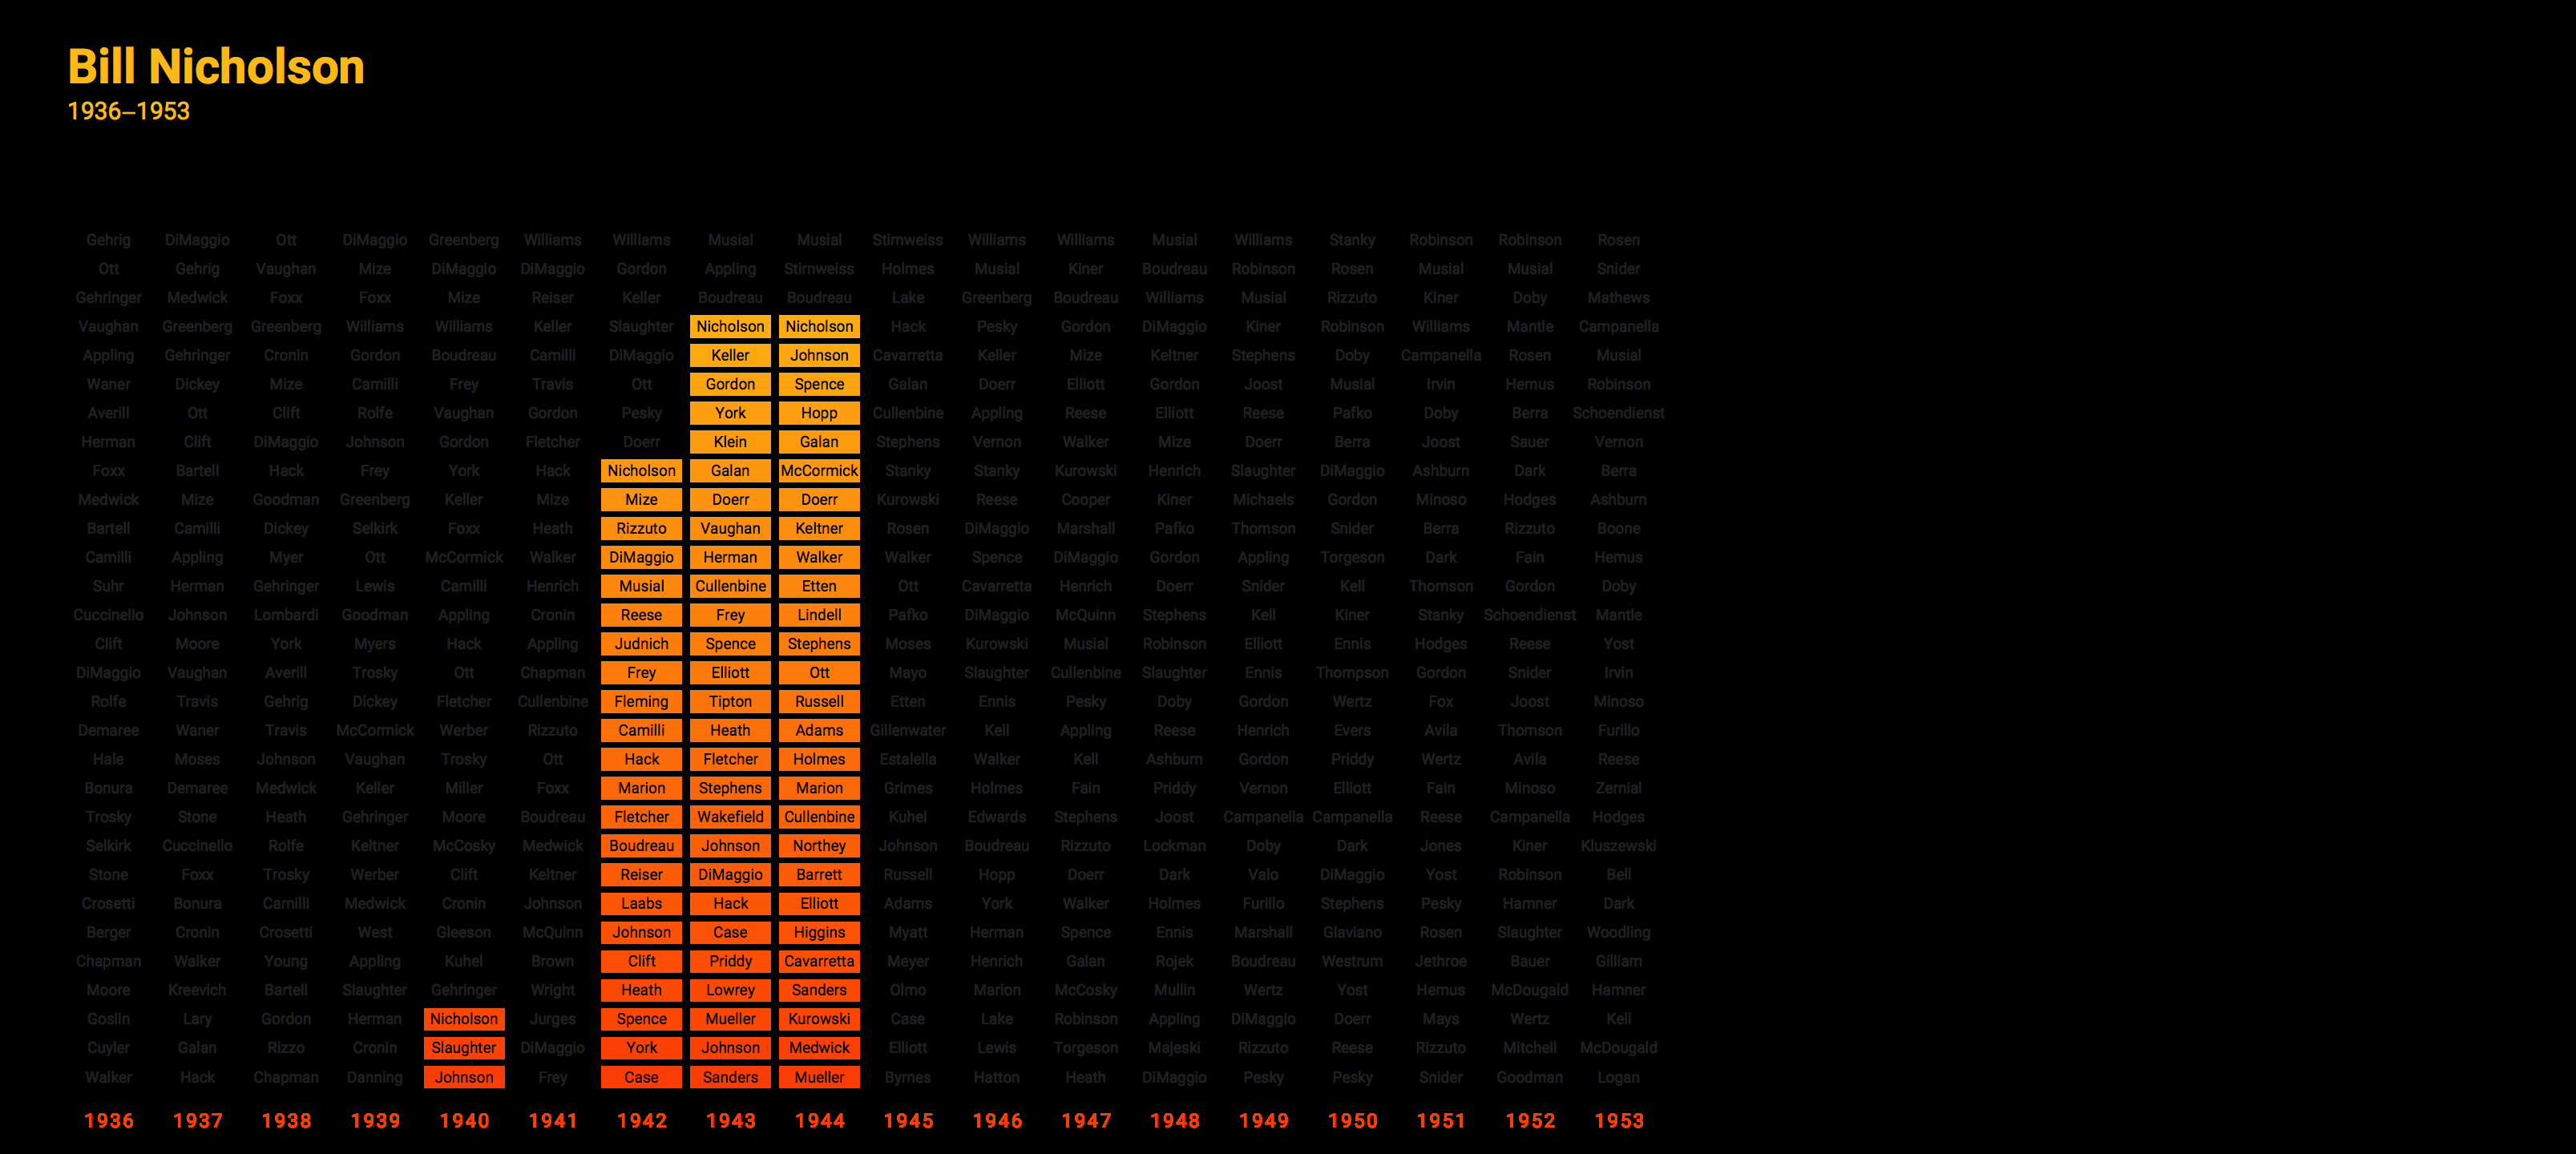 Bill Nicholson
1936–1953
Gehrig DiMaggio Ott DiMaggio Greenberg Williams Williams Musial Musial Stirnweiss Williams Williams Musial Williams Stanky Robinson Robinson Rosen
Ott Gehrig Vaughan Mize DiMaggio DiMaggio Gordon Appling Stirnweiss Holmes Musial Kiner Boudreau Robinson Rosen Musial Musial Snider
Gehringer Medwick Foxx Foxx Mize Reiser Keller Boudreau Boudreau Lake Greenberg Boudreau Williams Musial Rizzuto Kiner Doby Mathews
Vaughan Greenberg Greenberg Williams Williams Keller Slaughter Nicholson Nicholson Hack Pesky Gordon DiMaggio Kiner Robinson Williams Mantle Campanella
Appling Gehringer Cronin Gordon Boudreau Camilli DiMaggio Keller Johnson Cavarretta Keller Mize Keltner Stephens Doby Campanella Rosen Musial
Waner Dickey Mize Camilli Frey Travis Ott Gordon Spence Galan Doerr Elliott Gordon Joost Musial Irvin Hemus Robinson
Averill Ott Clift Rolfe Vaughan Gordon Pesky York Hopp Cullenbine Appling Reese Elliott Reese Pafko Doby Berra Schoendienst
Herman Clift DiMaggio Johnson Gordon Fletcher Doerr Klein Galan Stephens Vernon Walker Mize Doerr Berra Joost Sauer Vernon
Foxx Bartell Hack Frey York Hack Nicholson Galan McCormick Stanky Stanky Kurowski Henrich Slaughter DiMaggio Ashburn Dark Berra
Medwick Mize Goodman Greenberg Keller Mize Mize Doerr Doerr Kurowski Reese Cooper Kiner Michaels Gordon Minoso Hodges Ashburn
Bartell Camilli Dickey Selkirk Foxx Heath Rizzuto Vaughan Keltner Rosen DiMaggio Marshall Pafko Thomson Snider Berra Rizzuto Boone
Camilli Appling Myer Ott McCormick Walker DiMaggio Herman Walker Walker Spence DiMaggio Gordon Appling Torgeson Dark Fain Hemus
Suhr Herman Gehringer Lewis Camilli Henrich Musial Cullenbine Etten Ott Cavarretta Henrich Doerr Snider Kell Thomson Gordon Doby
Cuccinello Johnson Lombardi Goodman Appling Cronin Reese Frey Lindell Pafko DiMaggio McQuinn Stephens Kell Kiner Stanky Schoendienst Mantle
Clift Moore York Myers Hack Appling Judnich Spence Stephens Moses Kurowski Musial Robinson Elliott Ennis Hodges Reese Yost
DiMaggio Vaughan Averill Trosky Ott Chapman Frey Elliott Ott Mayo Slaughter Cullenbine Slaughter Ennis Thompson Gordon Snider Irvin
Rolfe Travis Gehrig Dickey Fletcher Cullenbine Fleming Tipton Russell Etten Ennis Pesky Doby Gordon Wertz Fox Joost Minoso
Demaree Waner Travis McCormick Werber Rizzuto Camilli Heath Adams Gillenwater Kell Appling Reese Henrich Evers Avila Thomson Furillo
Hale Moses Johnson Vaughan Trosky Ott Hack Fletcher Holmes Estalella Walker Kell Ashburn Gordon Priddy Wertz Avila Reese
Bonura Demaree Medwick Keller Miller Foxx Marion Stephens Marion Grimes Holmes Fain Priddy Vernon Elliott Fain Minoso Zernial
Trosky Stone Heath Gehringer Moore Boudreau Fletcher Wakefield Cullenbine Kuhel Edwards Stephens Joost Campanella Campanella Reese Campanella Hodges
Selkirk Cuccinello Rolfe Keltner McCosky Medwick Boudreau Johnson Northey Johnson Boudreau Rizzuto Lockman Doby Dark Jones Kiner Kluszewski
Stone Foxx Trosky Werber Clift Keltner Reiser DiMaggio Barrett Russell Hopp Doerr Dark Valo DiMaggio Yost Robinson Bell
Crosetti Bonura Camilli Medwick Cronin Johnson Laabs Hack Elliott Adams York Walker Holmes Furillo Stephens Pesky Hamner Dark
Berger Cronin Crosetti West Gleeson McQuinn Johnson Case Higgins Myatt Herman Spence Ennis Marshall Glaviano Rosen Slaughter Woodling
Chapman Walker Young Appling Kuhel Brown Clift Priddy Cavarretta Meyer Henrich Galan Rojek Boudreau Westrum Jethroe Bauer Gilliam
Moore Kreevich Bartell Slaughter Gehringer Wright Heath Lowrey Sanders Olmo Marion McCosky Mullin Wertz Yost Hemus McDougald Hamner
Goslin Lary Gordon Herman Nicholson Jurges Spence Mueller Kurowski Case Lake Robinson Appling DiMaggio Doerr Mays Wertz Kell
Cuyler Galan Rizzo Cronin Slaughter DiMaggio York Johnson Medwick Elliott Lewis Torgeson Majeski Rizzuto Reese Rizzuto Mitchell McDougald
Walker Hack Chapman Danning Johnson Frey Case Sanders Mueller Byrnes Hatton Heath DiMaggio Pesky Pesky Snider Goodman Logan
1936 1937 1938 1939 1940 1941 1942 1943 1944 1945 1946 1947 1948 1949 1950 1951 1952 1953